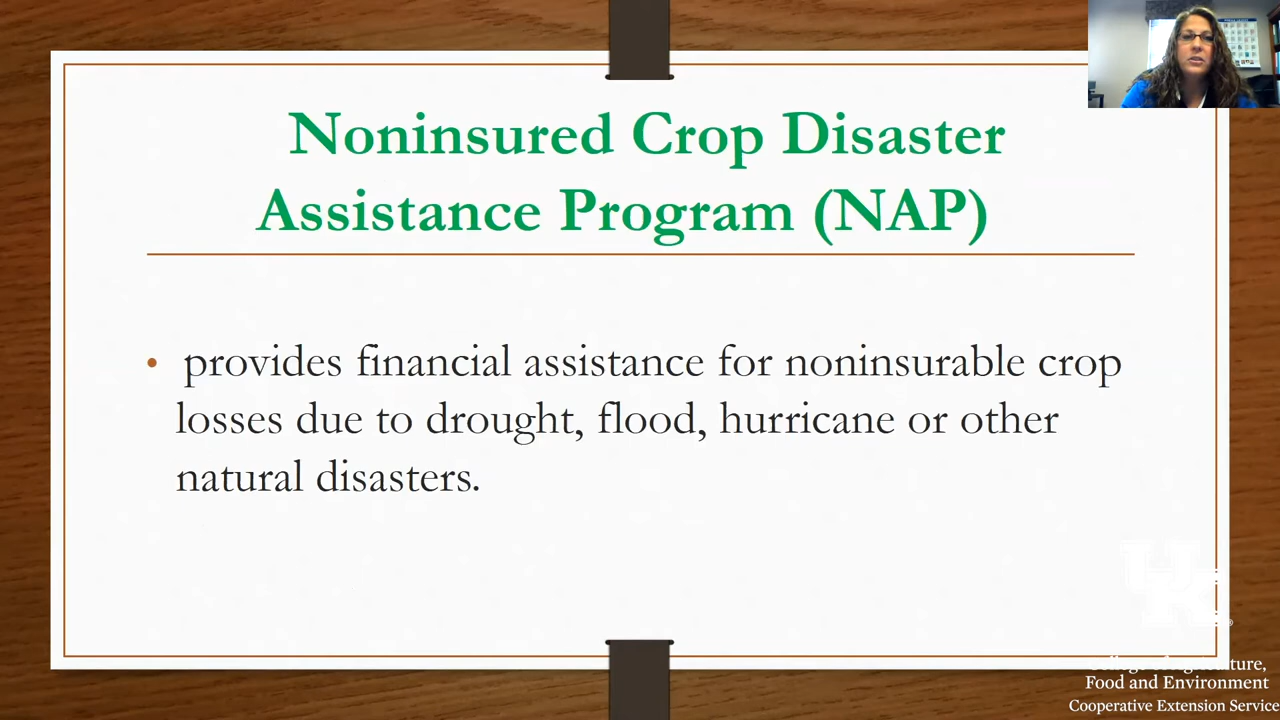 Noninsured Crop Disaster
Assistance Program (NAP)
• provides financial assistance for noninsurable crop
losses due to drought, flood, hurricane or other
natural disasters.
UK®
College of Agriculture,
Food and Environment
Cooperative Extension Service